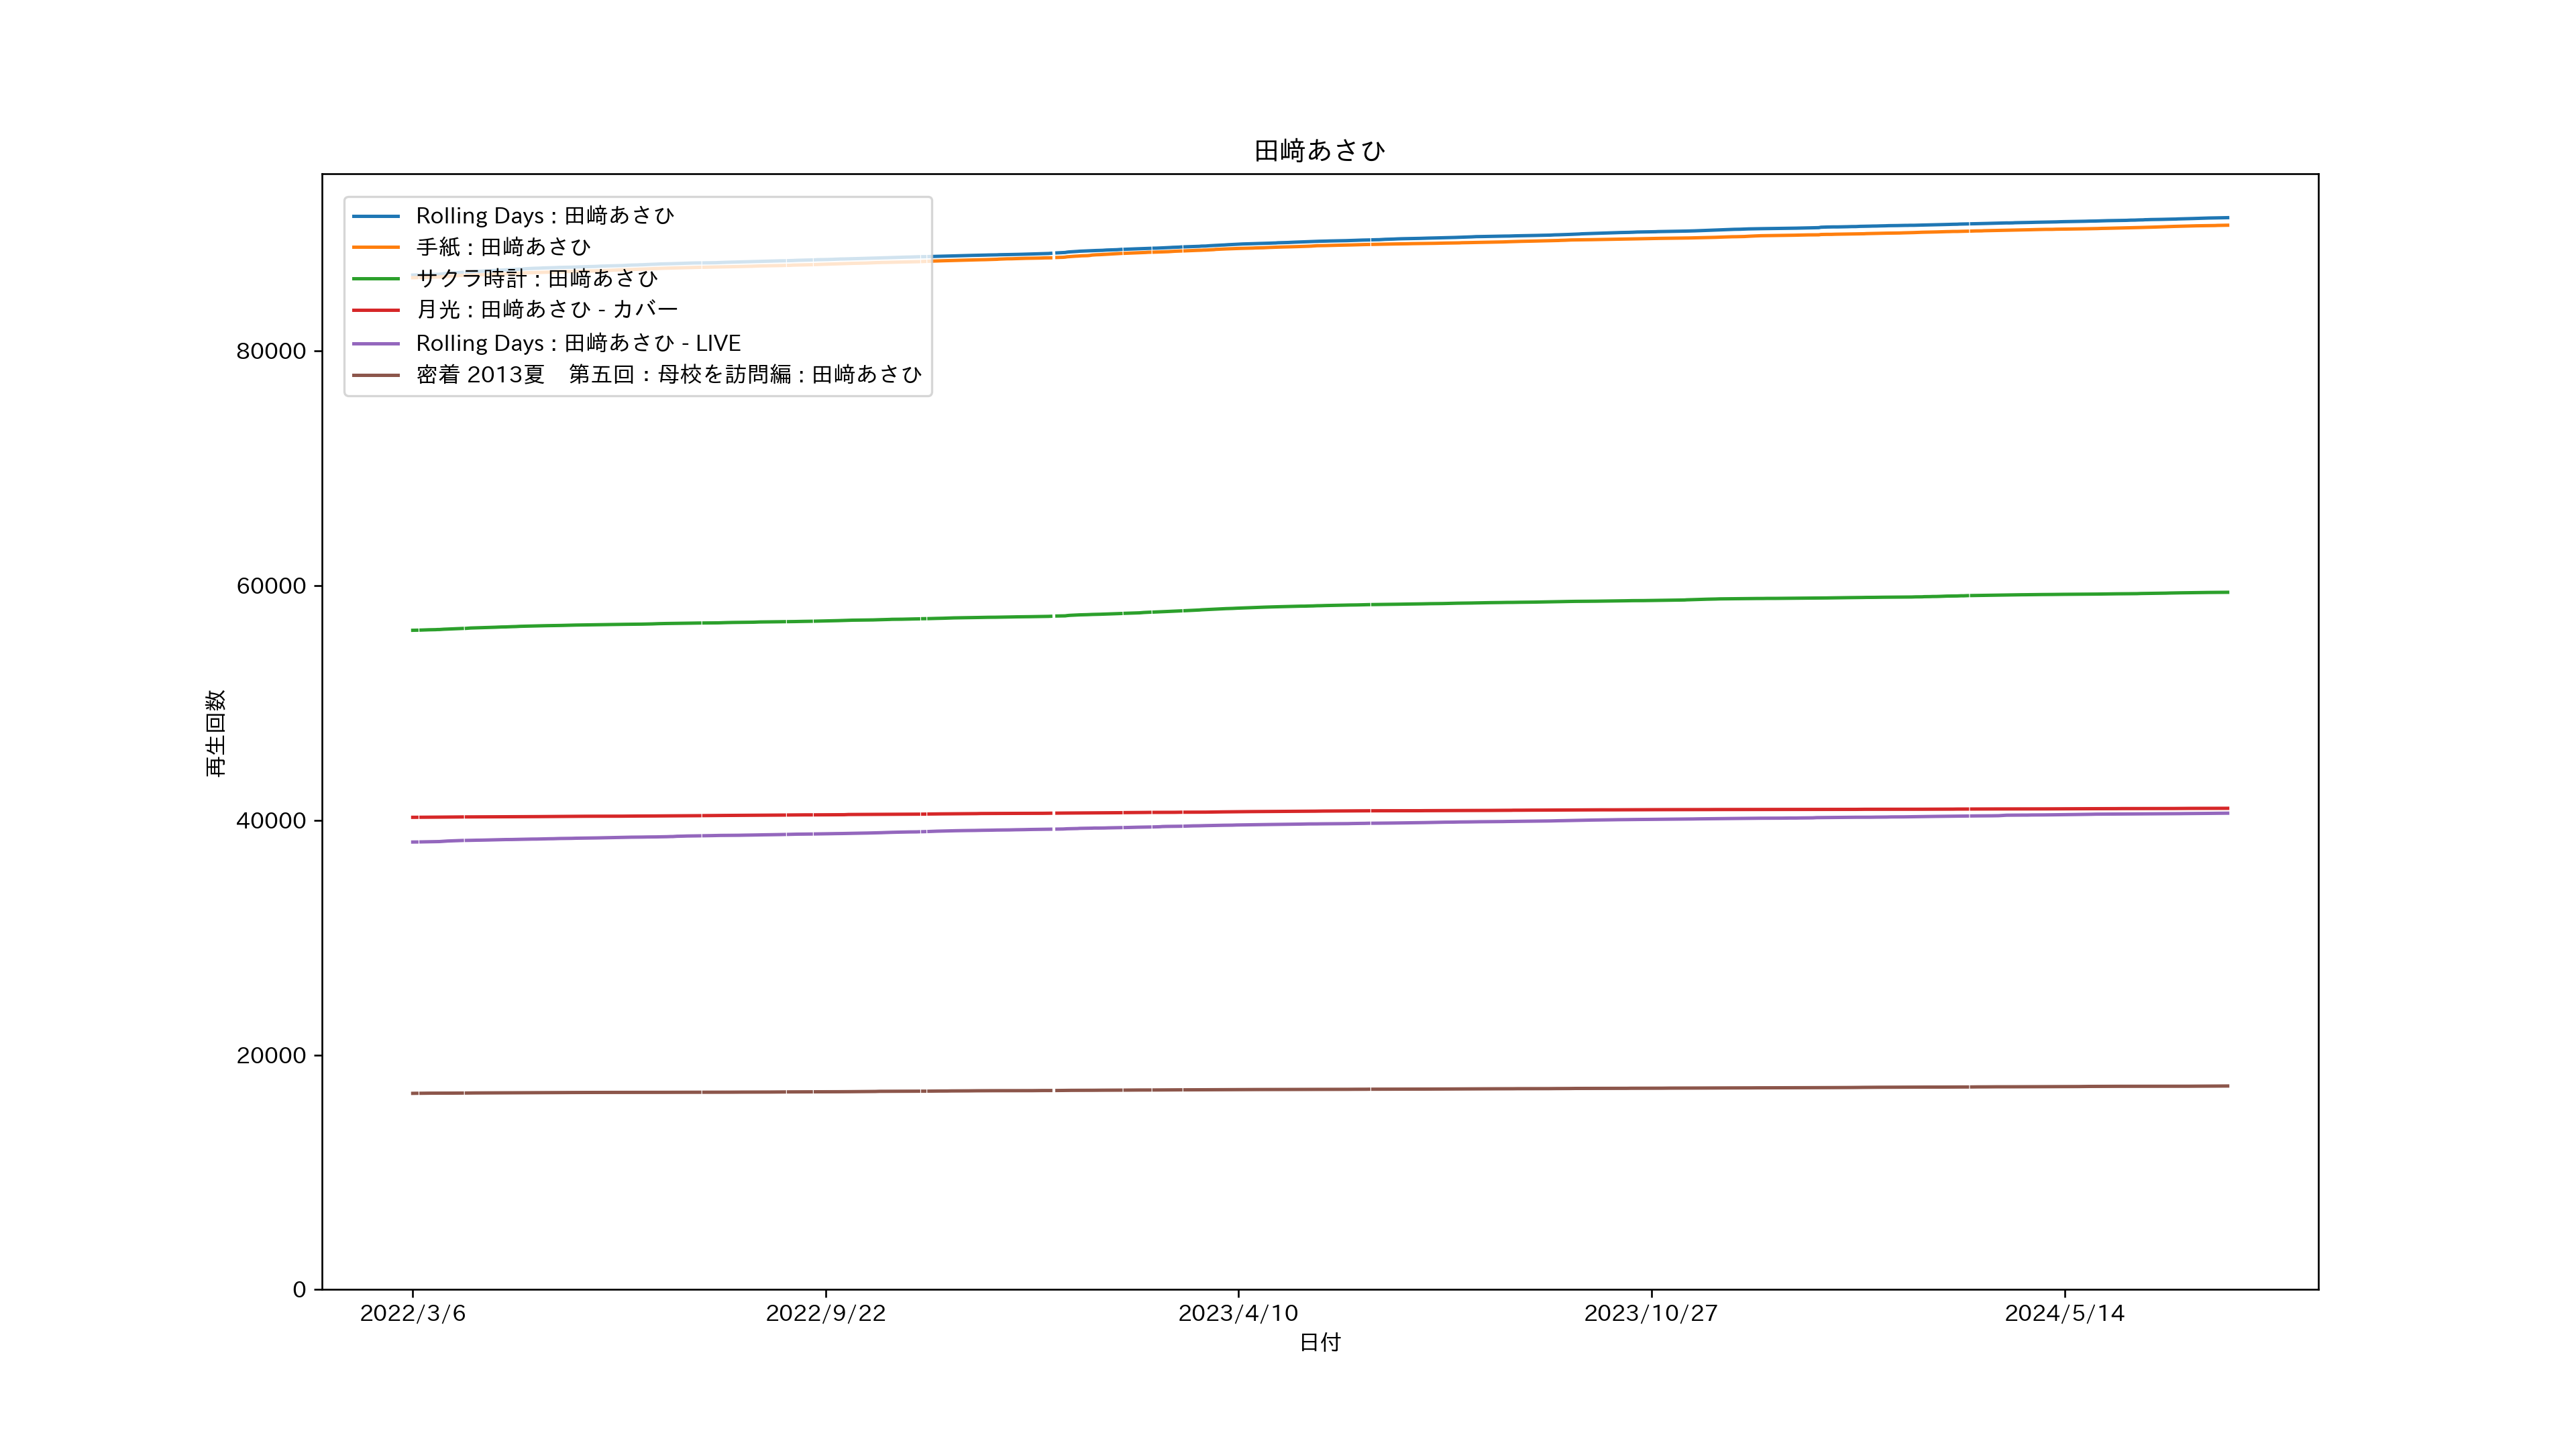 田﨑あさひ
Rolling Days : 田﨑あさひ
手紙 : 田﨑あさひ
サクラ時計 : 田﨑あさひ
月光 : 田﨑あさひ - カバー
Rolling Days : 田﨑あさひ - LIVE
密着 2013夏　第五回：母校を訪問編 : 田﨑あさひ
再生回数
80000
60000
40000
20000
0
2022/3/6
2022/9/22
2023/4/10
2023/10/27
2024/5/14
日付